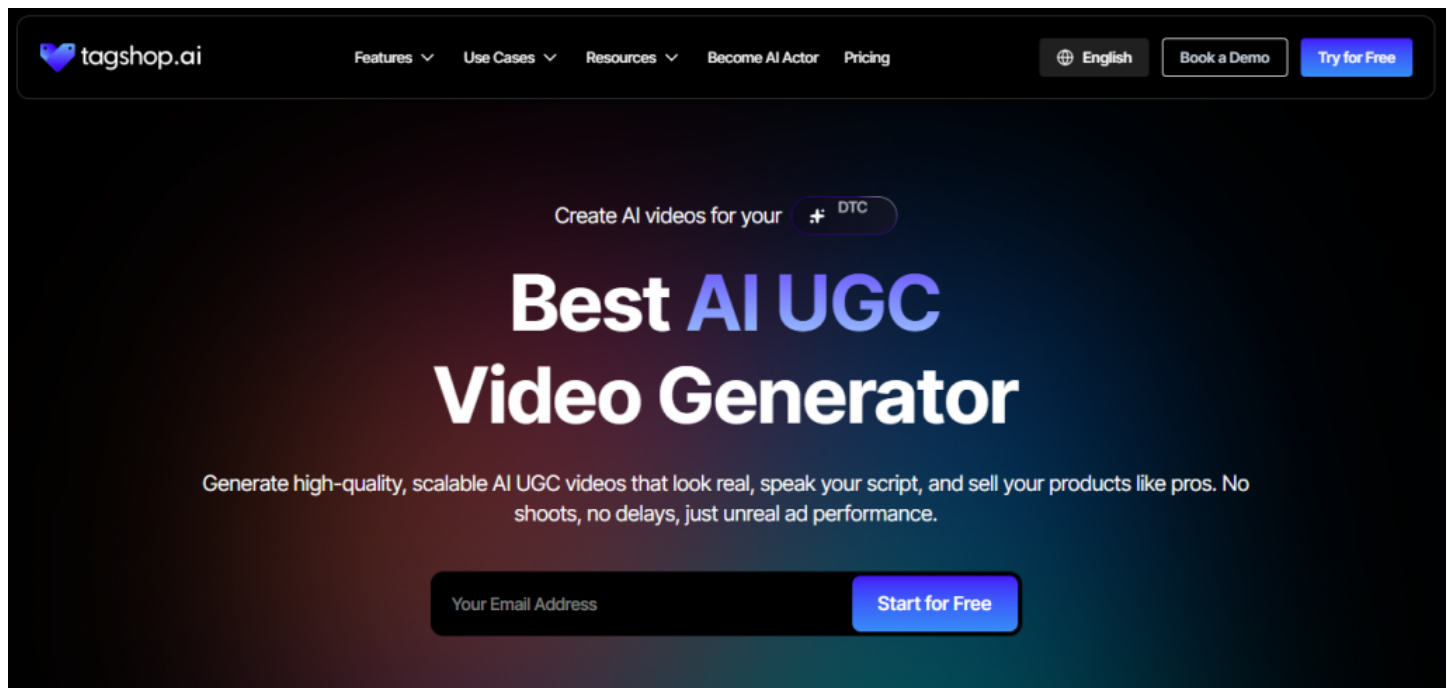 tagshop.ai
Features Use Cases Resources Become AI Actor Pricing
English Book a Demo Try for Free
Create AI videos for your DTC
Best AI UGC
Video Generator
Generate high-quality, scalable AI UGC videos that look real, speak your script, and sell your products like pros. No
shoots, no delays, just unreal ad performance.
Your Email Address Start for Free